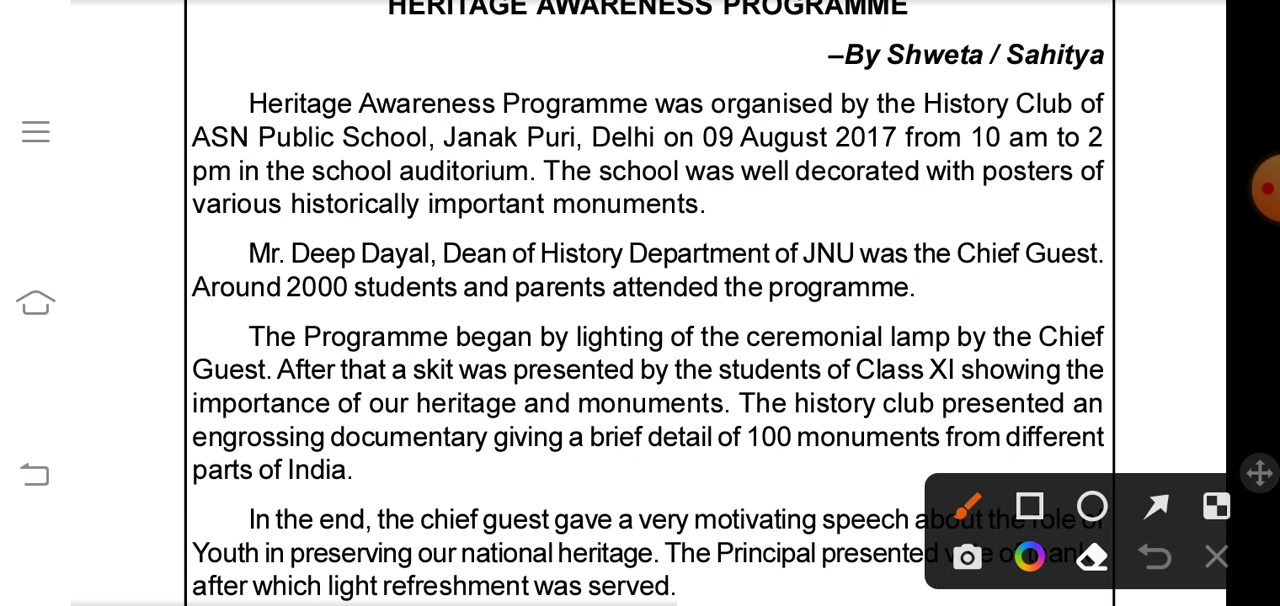 HERITAGE AWARENESS PROGRAMME
–By Shweta / Sahitya
Heritage Awareness Programme was organised by the History Club of
ASN Public School, Janak Puri, Delhi on 09 August 2017 from 10 am to 2
pm in the school auditorium. The school was well decorated with posters of
various historically important monuments.
Mr. Deep Dayal, Dean of History Department of JNU was the Chief Guest.
Around 2000 students and parents attended the programme.
The Programme began by lighting of the ceremonial lamp by the Chief
Guest. After that a skit was presented by the students of Class XI showing the
importance of our heritage and monuments. The history club presented an
engrossing documentary giving a brief detail of 100 monuments from different
parts of India.
In the end, the chief guest gave a very motivating speech about the role of
Youth in preserving our national heritage. The Principal presented
after which light refreshment was served.